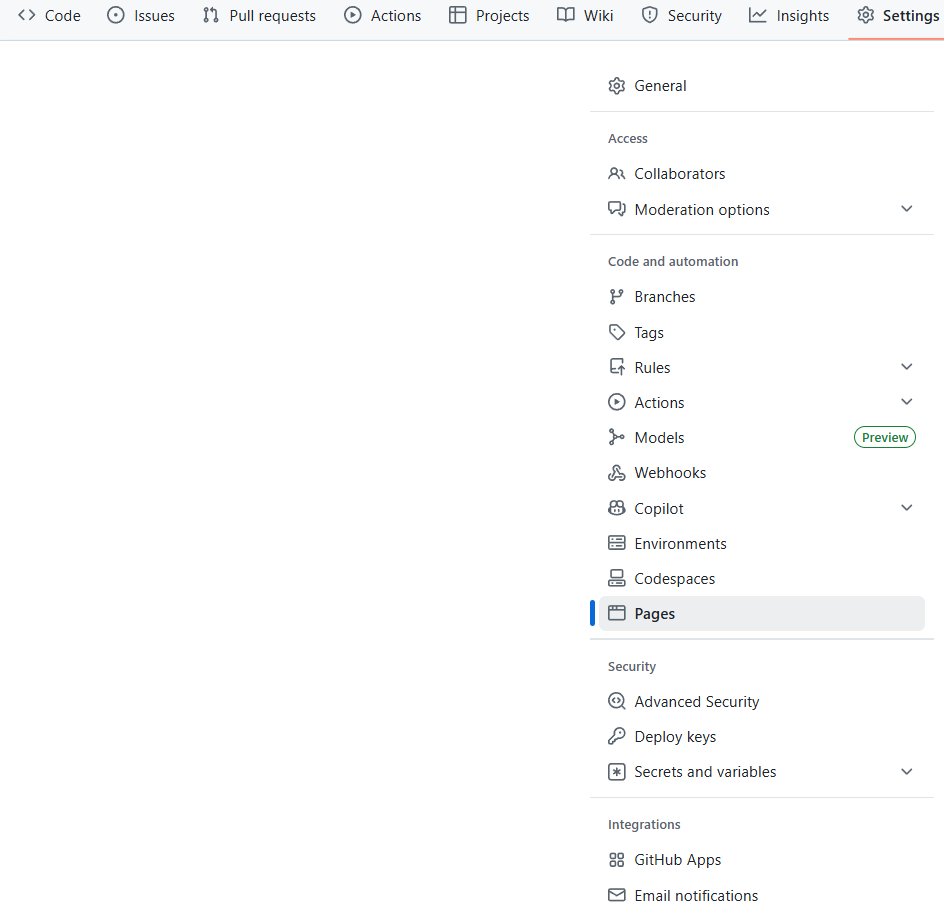 Code Issues Pull requests Actions Projects Wiki Security Insights Settings
General
Access
Collaborators
Moderation options
Code and automation
Branches
Tags
Rules
Actions
Models Preview
Webhooks
Copilot
Environments
Codespaces
Pages
Security
Advanced Security
Deploy keys
Secrets and variables
Integrations
GitHub Apps
Email notifications